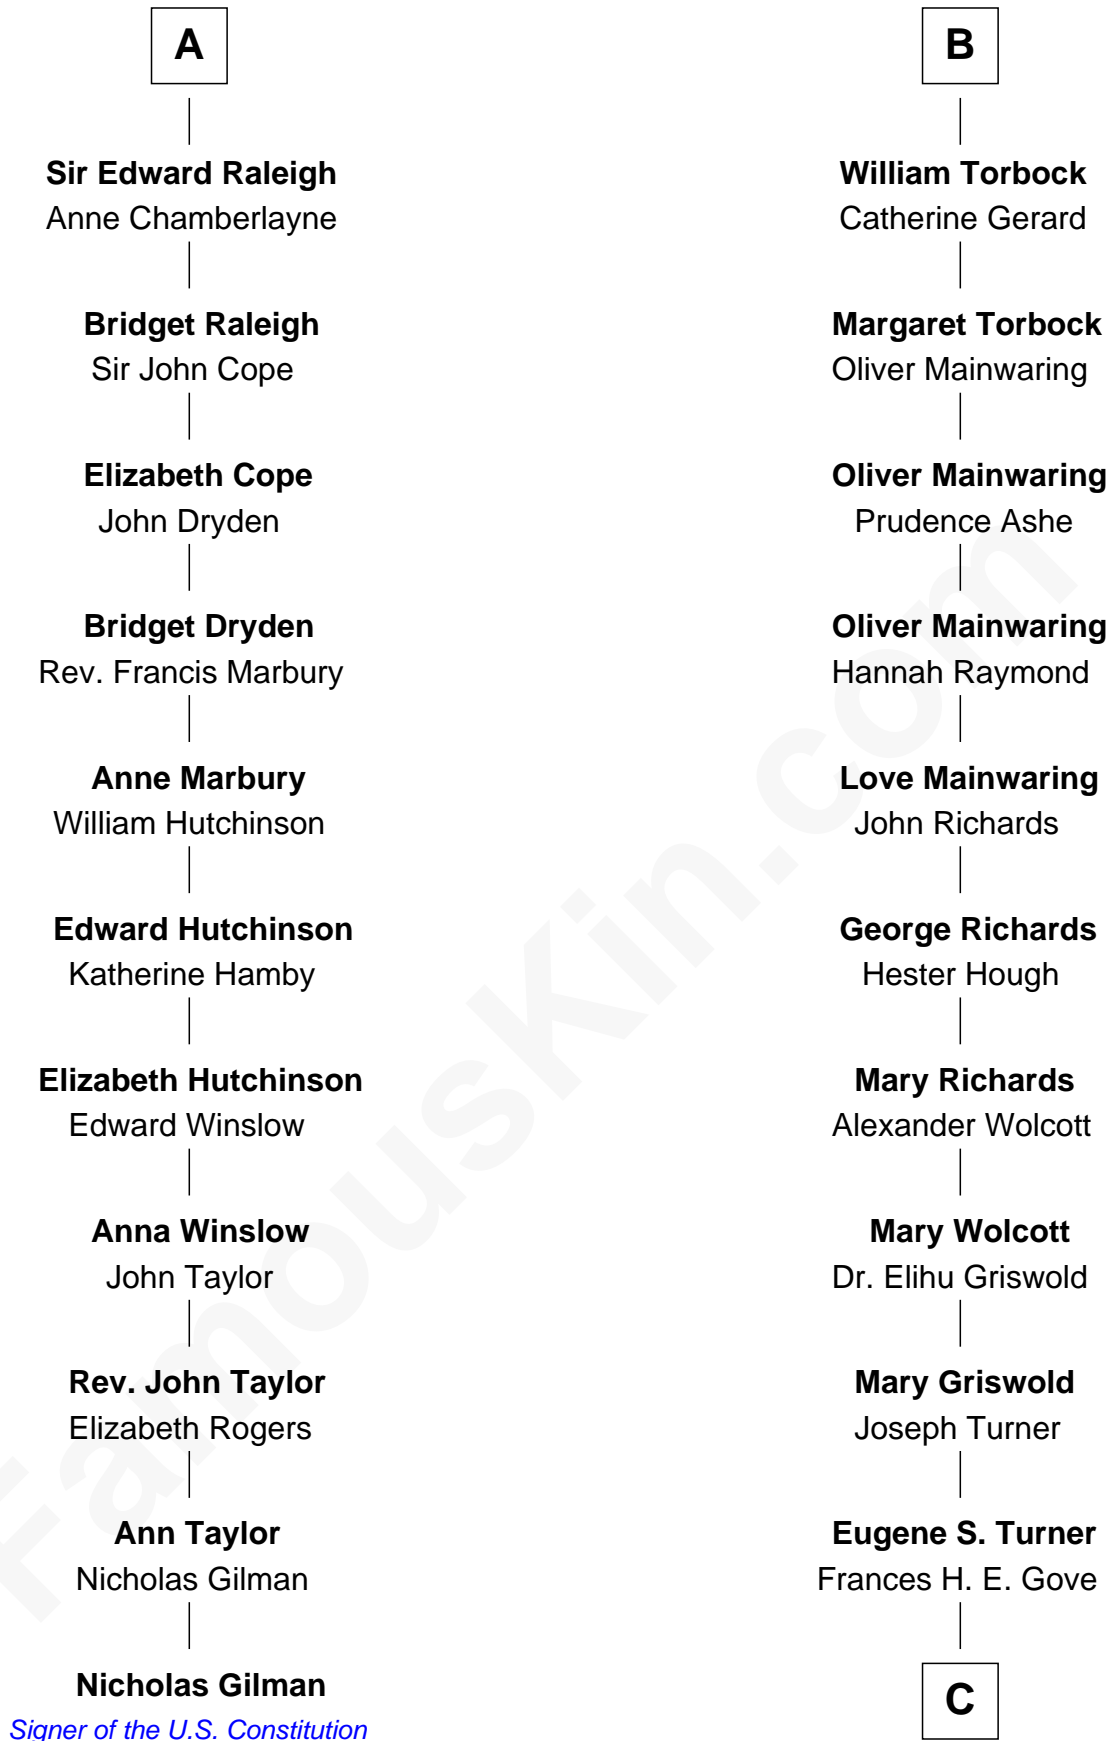 A
Sir Edward Raleigh
Anne Chamberlayne
Bridget Raleigh
Sir John Cope
Elizabeth Cope
John Dryden
Bridget Dryden
Rev. Francis Marbury
Anne Marbury
William Hutchinson
Edward Hutchinson
Katherine Hamby
Elizabeth Hutchinson
Edward Winslow
Anna Winslow
John Taylor
Rev. John Taylor
Elizabeth Rogers
Ann Taylor
Nicholas Gilman
Nicholas Gilman
Signer of the U.S. Constitution
B
William Torbock
Catherine Gerard
Margaret Torbock
Oliver Mainwaring
Oliver Mainwaring
Prudence Ashe
Oliver Mainwaring
Hannah Raymond
Love Mainwaring
John Richards
George Richards
Hester Hough
Mary Richards
Alexander Wolcott
Mary Wolcott
Dr. Elihu Griswold
Mary Griswold
Joseph Turner
Eugene S. Turner
Frances H. E. Gove
C
FamousKin.com